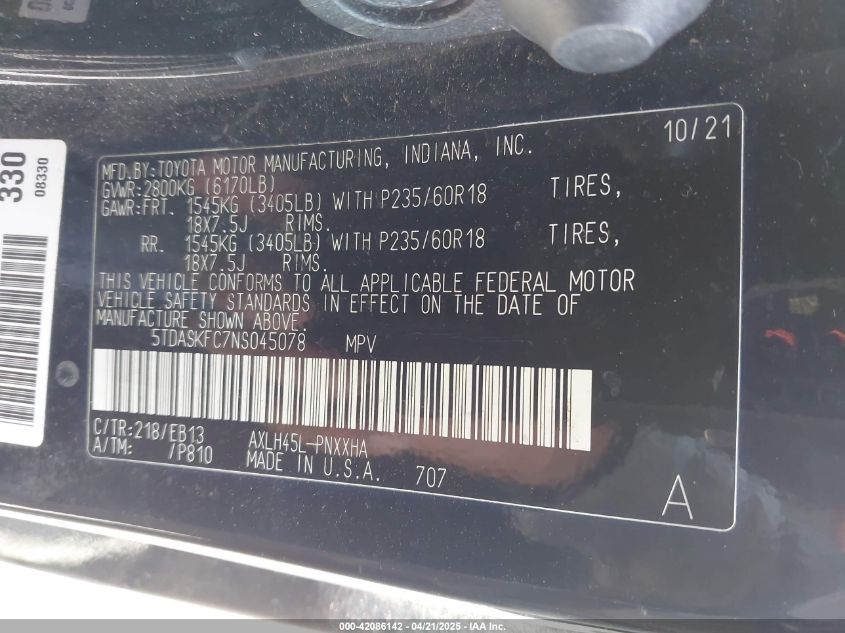 330
08330
10/21
MFD.BY:TOYOTA MOTOR MANUFACTURING, INDIANA, INC.
GVWR:2800KG (6170LB)
GAWR:FRT. 1545KG (3405LB) WITH P235/60R18 TIRES,
18X7.5J RIMS.
RR. 1545KG (3405LB) WITH P235/60R18 TIRES,
18X7.5J RIMS.
THIS VEHICLE CONFORMS TO ALL APPLICABLE FEDERAL MOTOR
VEHICLE SAFETY STANDARDS IN EFFECT ON THE DATE OF
MANUFACTURE SHOWN ABOVE.
5TDASKFC7NS045078 MPV
C/TR:218/EB13 AXLH45L-PNXXHA
A/TM: /P810 MADE IN U.S.A. 707
A
000-42086142 - 04/21/2025 - IAA Inc.